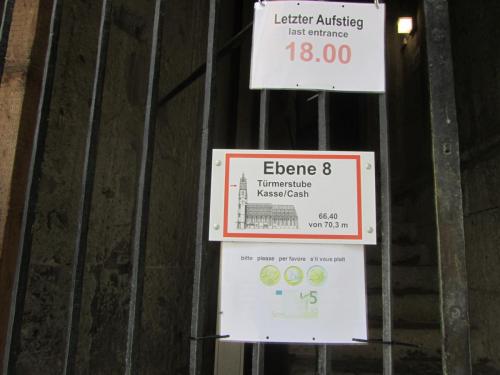 Letzter Aufstieg
last entrance
18.00
Ebene 8
Türmerstube
Kasse/Cash
66,40
von 70,3 m
bitte please per favore s'il vous plaît
5